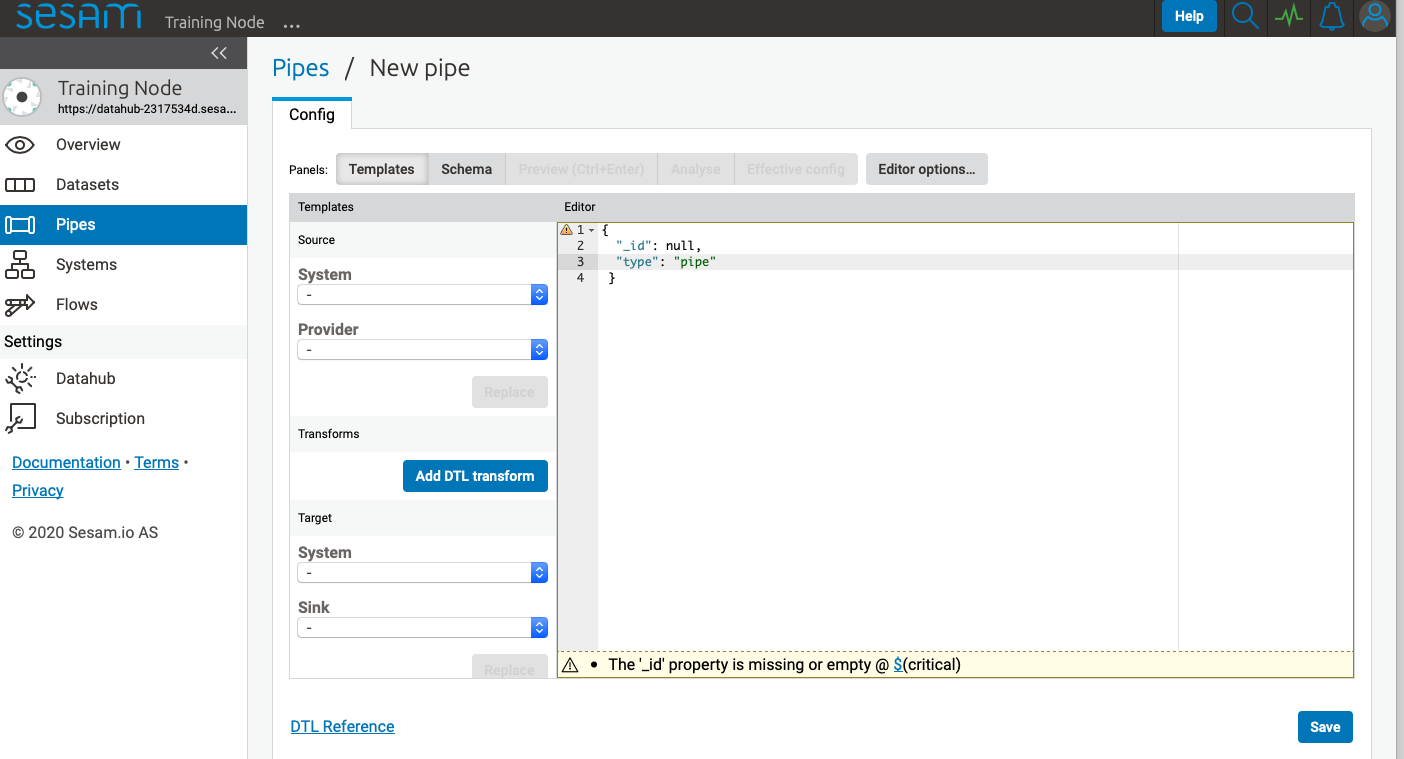 sesam Training Node ... Help
Training Node
https://datahub-2317534d.sesa...
Overview
Datasets
Pipes
Systems
Flows
Settings
Datahub
Subscription
Documentation • Terms •
Privacy
© 2020 Sesam.io AS
Pipes / New pipe
Config
Panels: Templates Schema Preview (Ctrl+Enter) Analyse Effective config Editor options...
Templates
Source
System
-
Provider
-
Replace
Transforms
Add DTL transform
Target
System
-
Sink
-
Replace
Editor
1 {
2 "_id": null,
3 "type": "pipe"
4 }
• The '_id' property is missing or empty @ $(critical)
DTL Reference
Save